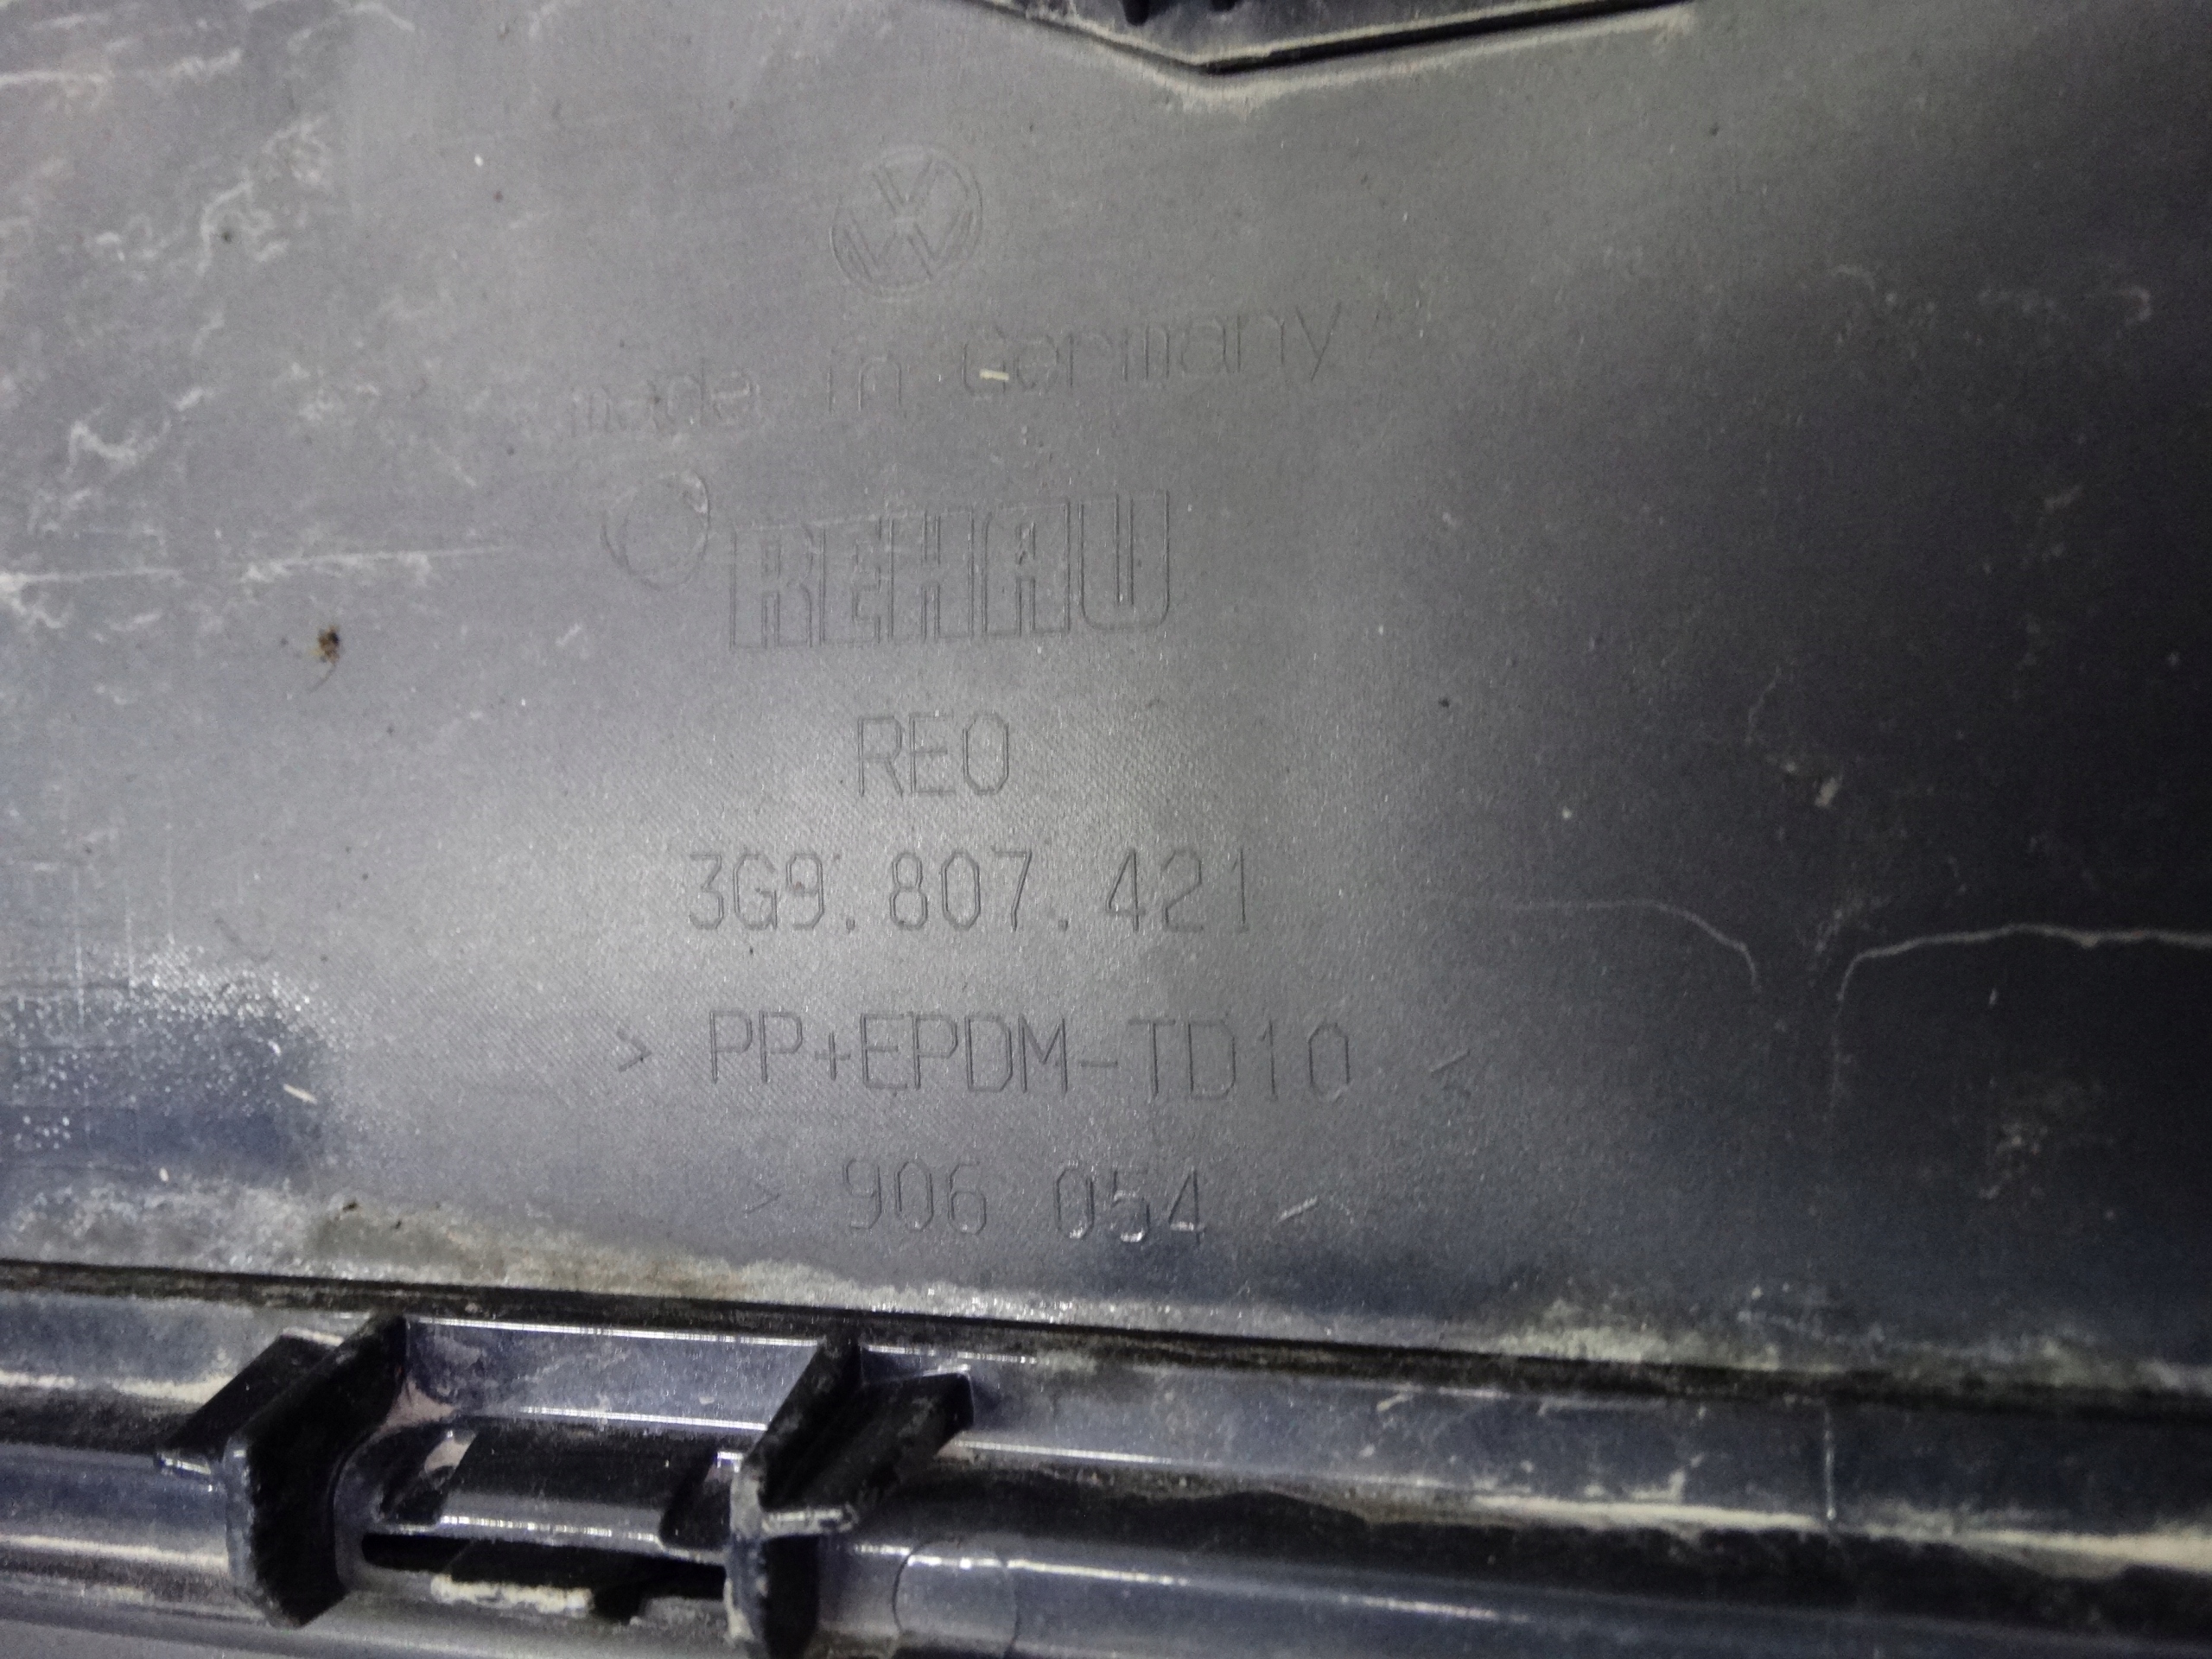 made in Germany
REHAU
REO
3G9.807.421
> PP+EPDM-TD10 <
> 906 054 <